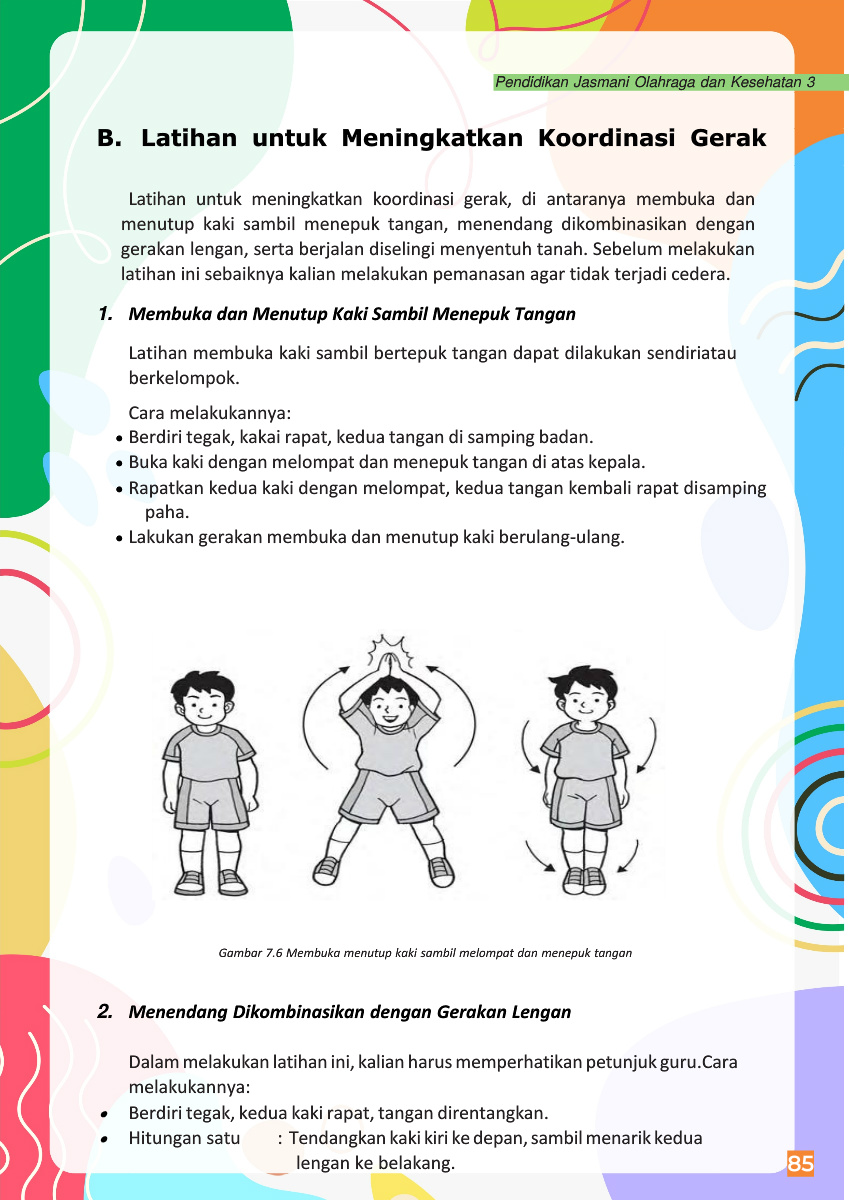 Pendidikan Jasmani Olahraga dan Kesehatan 3
B. Latihan untuk Meningkatkan Koordinasi Gerak
Latihan untuk meningkatkan koordinasi gerak, di antaranya membuka dan
menutup kaki sambil menepuk tangan, menendang dikombinasikan dengan
gerakan lengan, serta berjalan diselingi menyentuh tanah. Sebelum melakukan
latihan ini sebaiknya kalian melakukan pemanasan agar tidak terjadi cedera.
1. Membuka dan Menutup Kaki Sambil Menepuk Tangan
Latihan membuka kaki sambil bertepuk tangan dapat dilakukan sendiriatau
berkelompok.
Cara melakukannya:
• Berdiri tegak, kakai rapat, kedua tangan di samping badan.
• Buka kaki dengan melompat dan menepuk tangan di atas kepala.
• Rapatkan kedua kaki dengan melompat, kedua tangan kembali rapat disamping
paha.
• Lakukan gerakan membuka dan menutup kaki berulang-ulang.
Gambar 7.6 Membuka menutup kaki sambil melompat dan menepuk tangan
2. Menendang Dikombinasikan dengan Gerakan Lengan
Dalam melakukan latihan ini, kalian harus memperhatikan petunjuk guru.Cara
melakukannya:
• Berdiri tegak, kedua kaki rapat, tangan direntangkan.
• Hitungan satu : Tendangkan kaki kiri ke depan, sambil menarik kedua
lengan ke belakang.
85